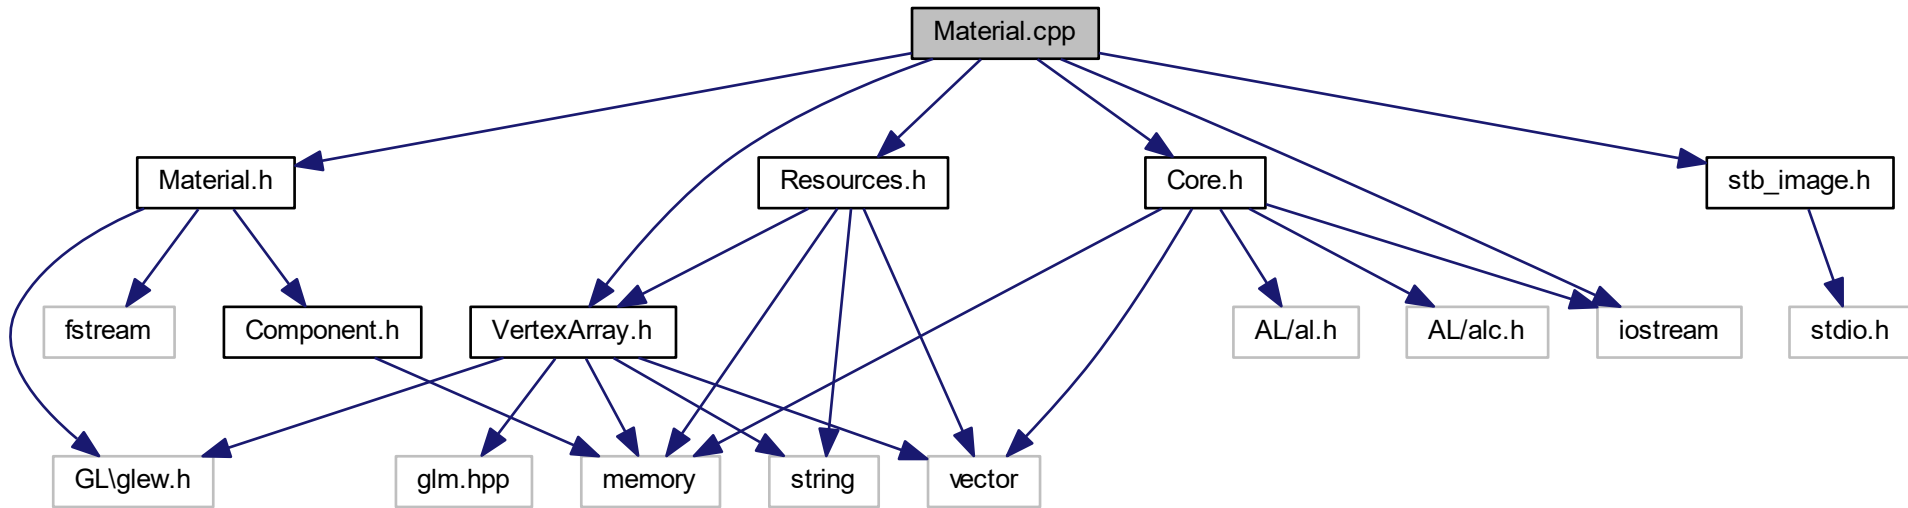 Material.cpp
Material.h
Resources.h
Core.h
stb_image.h
fstream
Component.h
VertexArray.h
AL/al.h
AL/alc.h
iostream
stdio.h
GL\glew.h
glm.hpp
memory
string
vector